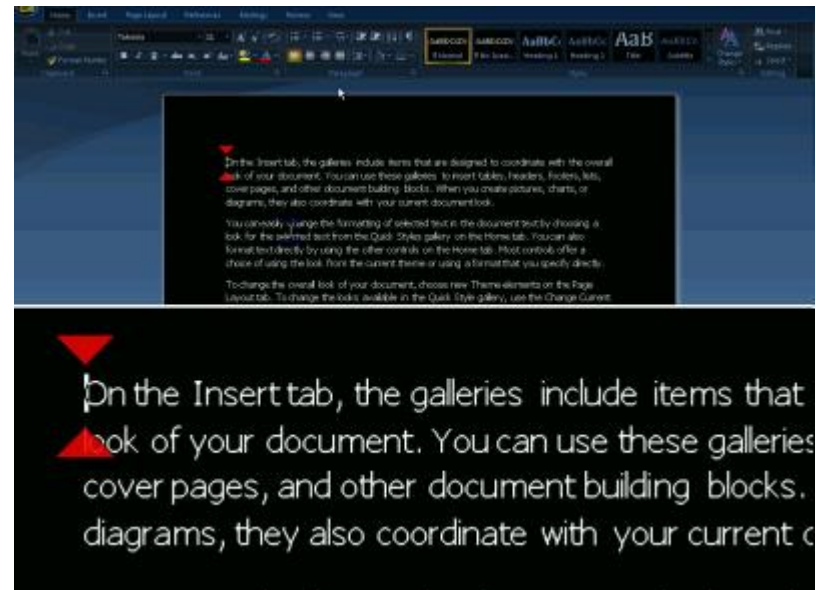 Home Insert Page Layout References Mailings Review View
Format Painter
AaBbCcDc AaBbCcDc AaBbC AaBbCc AaB AaBbCc
Heading 1 Heading 2 Title Subtitle Change
On the Insert tab, the galleries include items that are designed to coordinate with the overall
look of your document. You can use these galleries to insert tables, headers, footers, lists,
cover pages, and other document building blocks. When you create pictures, charts, or
diagrams, they also coordinate with your current document look.
You can easily change the formatting of selected text in the document text by choosing a
look for the selected text from the Quick Styles gallery on the Home tab. You can also
format text directly by using the other controls on the Home tab. Most controls offer a
choice of using the look from the current theme or using a format that you specify directly.
To change the overall look of your document, choose new Theme elements on the Page
Layout tab. To change the looks available in the Quick Style gallery, use the Change Current
On the Insert tab, the galleries include items that
look of your document. You can use these galleries
cover pages, and other document building blocks.
diagrams, they also coordinate with your current